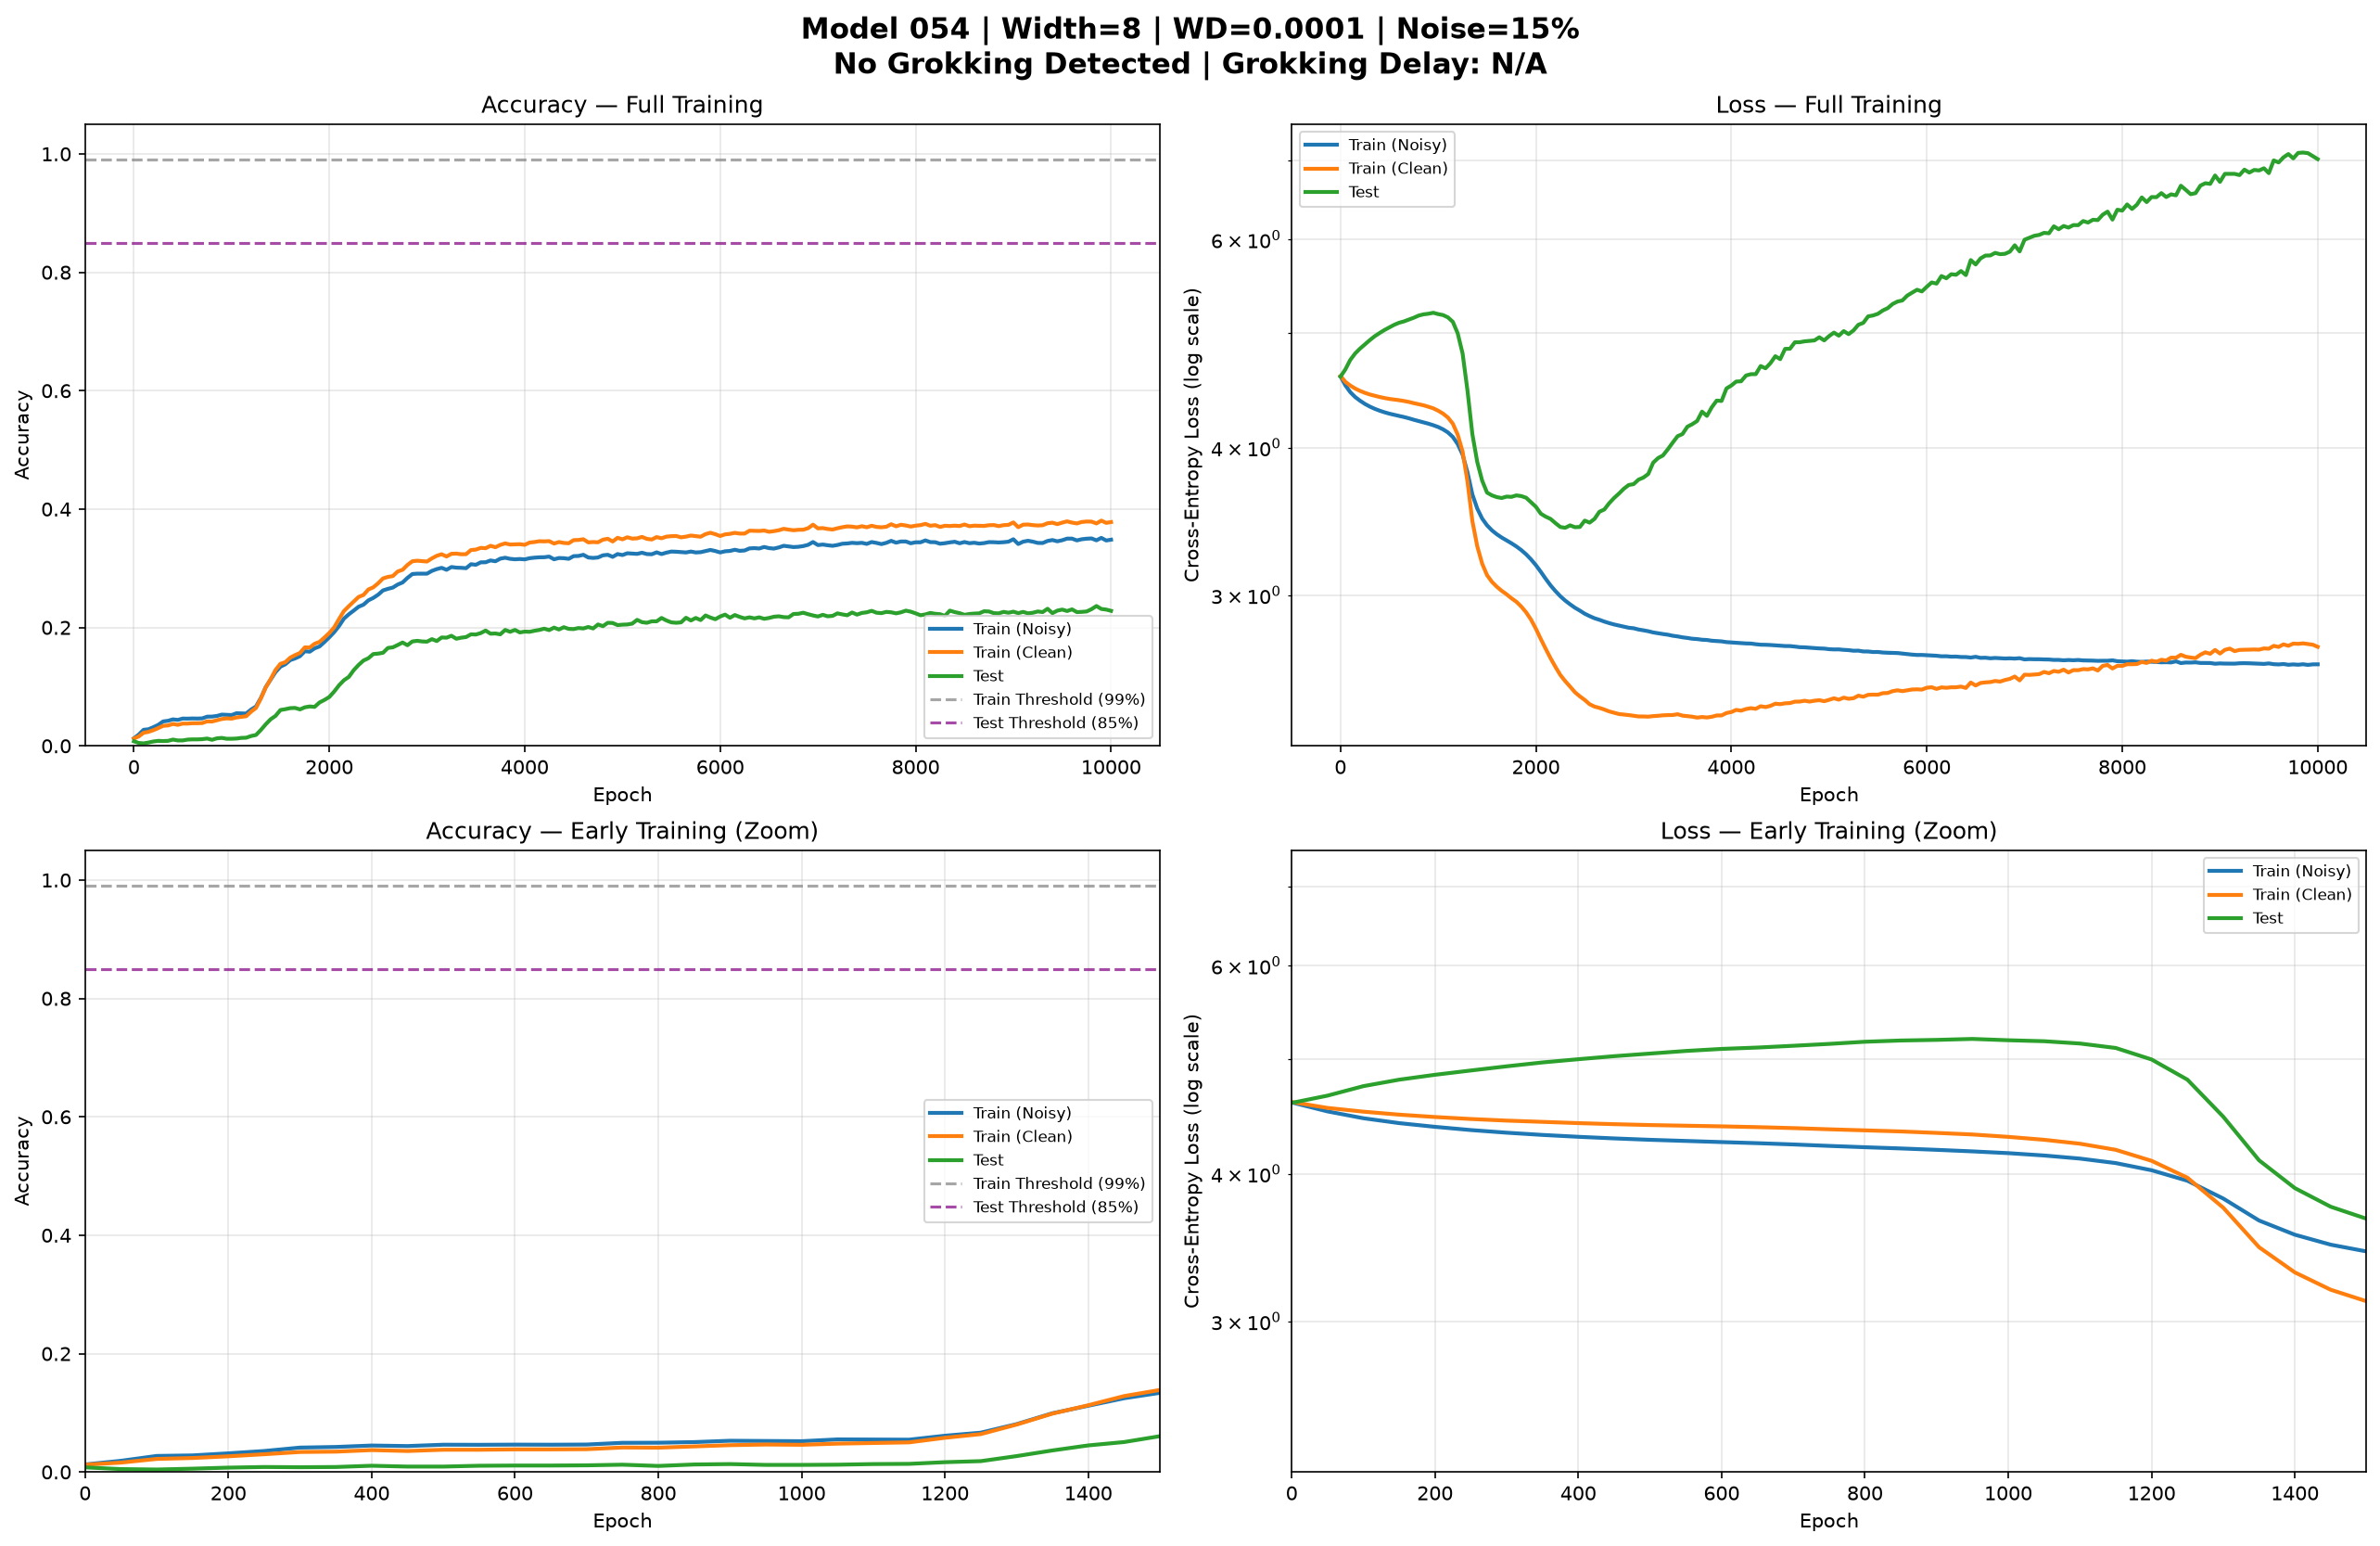 Model 054 | Width=8 | WD=0.0001 | Noise=15%
No Grokking Detected | Grokking Delay: N/A
Accuracy — Full Training
Accuracy
1.0
0.8
0.6
0.4
0.2
0.0
0 2000 4000 6000 8000 10000
Epoch
Train (Noisy)
Train (Clean)
Test
Train Threshold (99%)
Test Threshold (85%)
Loss — Full Training
Cross-Entropy Loss (log scale)
6 × 10⁰
4 × 10⁰
3 × 10⁰
0 2000 4000 6000 8000 10000
Epoch
Train (Noisy)
Train (Clean)
Test
Accuracy — Early Training (Zoom)
Accuracy
1.0
0.8
0.6
0.4
0.2
0.0
0 200 400 600 800 1000 1200 1400
Epoch
Train (Noisy)
Train (Clean)
Test
Train Threshold (99%)
Test Threshold (85%)
Loss — Early Training (Zoom)
Cross-Entropy Loss (log scale)
6 × 10⁰
4 × 10⁰
3 × 10⁰
0 200 400 600 800 1000 1200 1400
Epoch
Train (Noisy)
Train (Clean)
Test